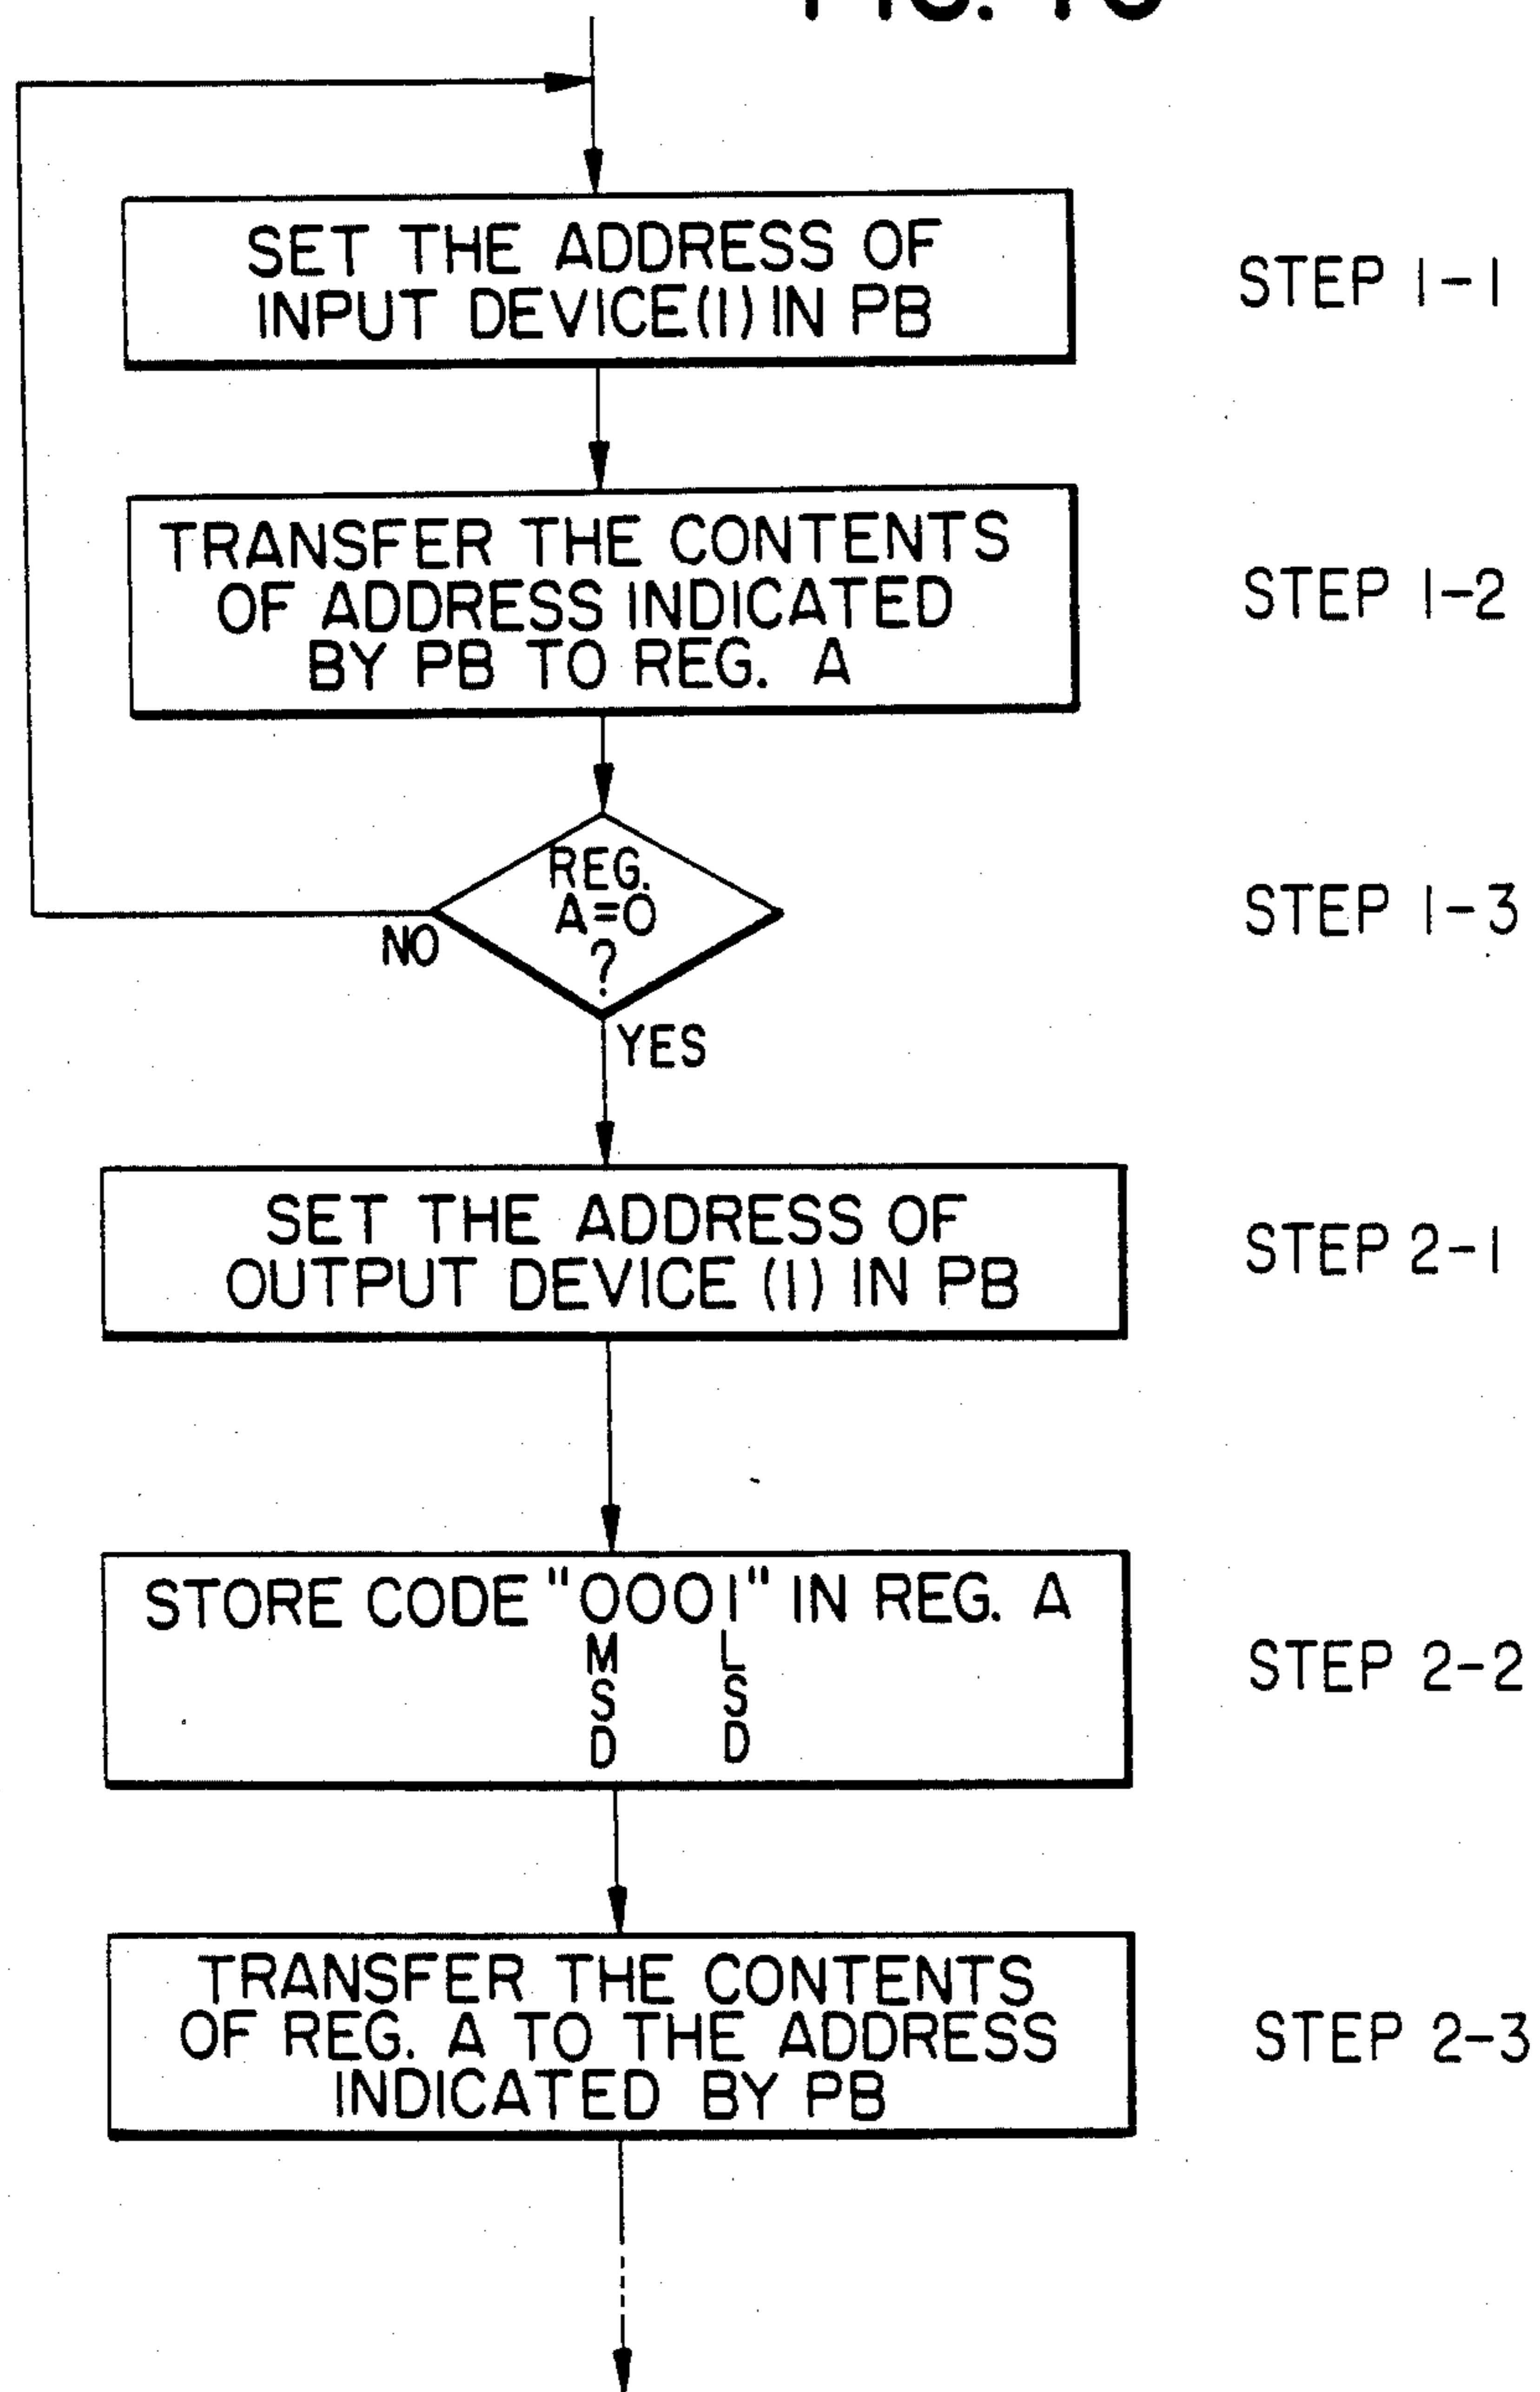 SET THE ADDRESS OF
INPUT DEVICE(1) IN PB
STEP 1-1
TRANSFER THE CONTENTS
OF ADDRESS INDICATED
BY PB TO REG. A
STEP 1-2
REG.
A=0
?
NO
YES
STEP 1-3
SET THE ADDRESS OF
OUTPUT DEVICE (1) IN PB
STEP 2-1
STORE CODE "0001" IN REG. A
M L
S S
D D
STEP 2-2
TRANSFER THE CONTENTS
OF REG. A TO THE ADDRESS
INDICATED BY PB
STEP 2-3